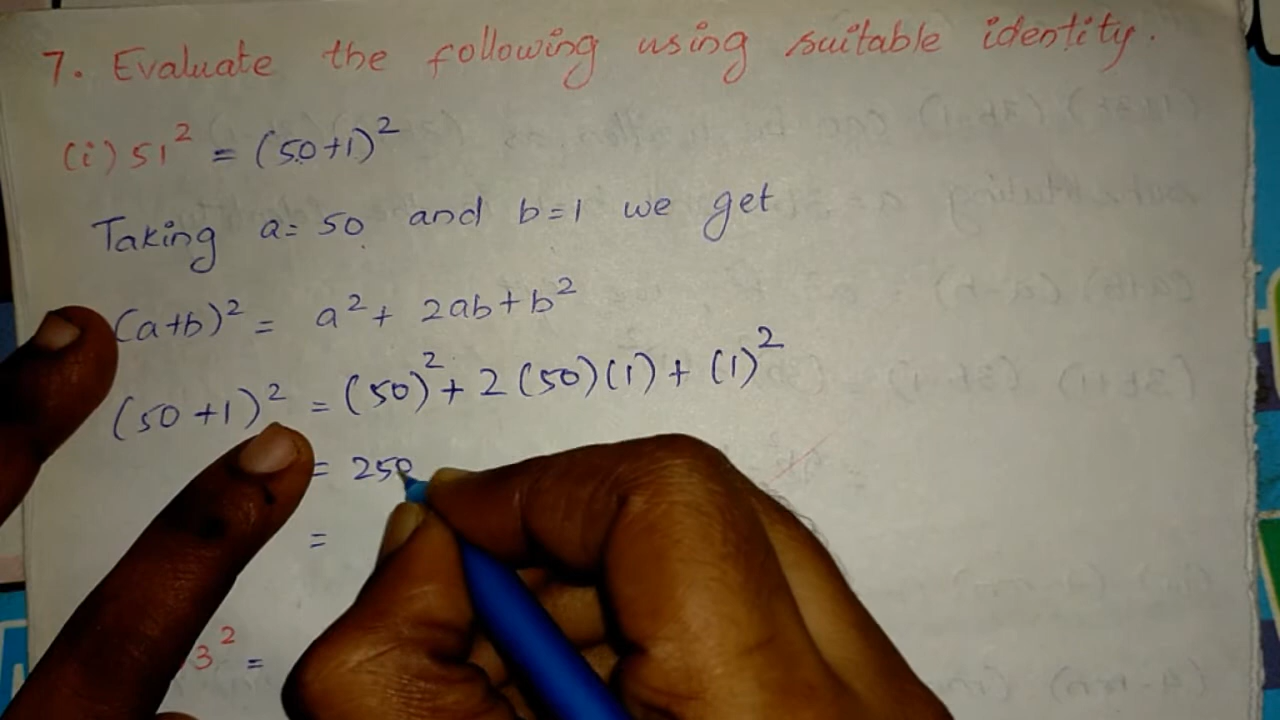 7. Evaluate the following using suitable identity.
(i) 51² = (50+1)²
Taking a= 50 and b=1 we get
(a+b)² = a² + 2ab+b²
(50+1)² = (50)² + 2(50)(1) + (1)²
= 250
=
3² =